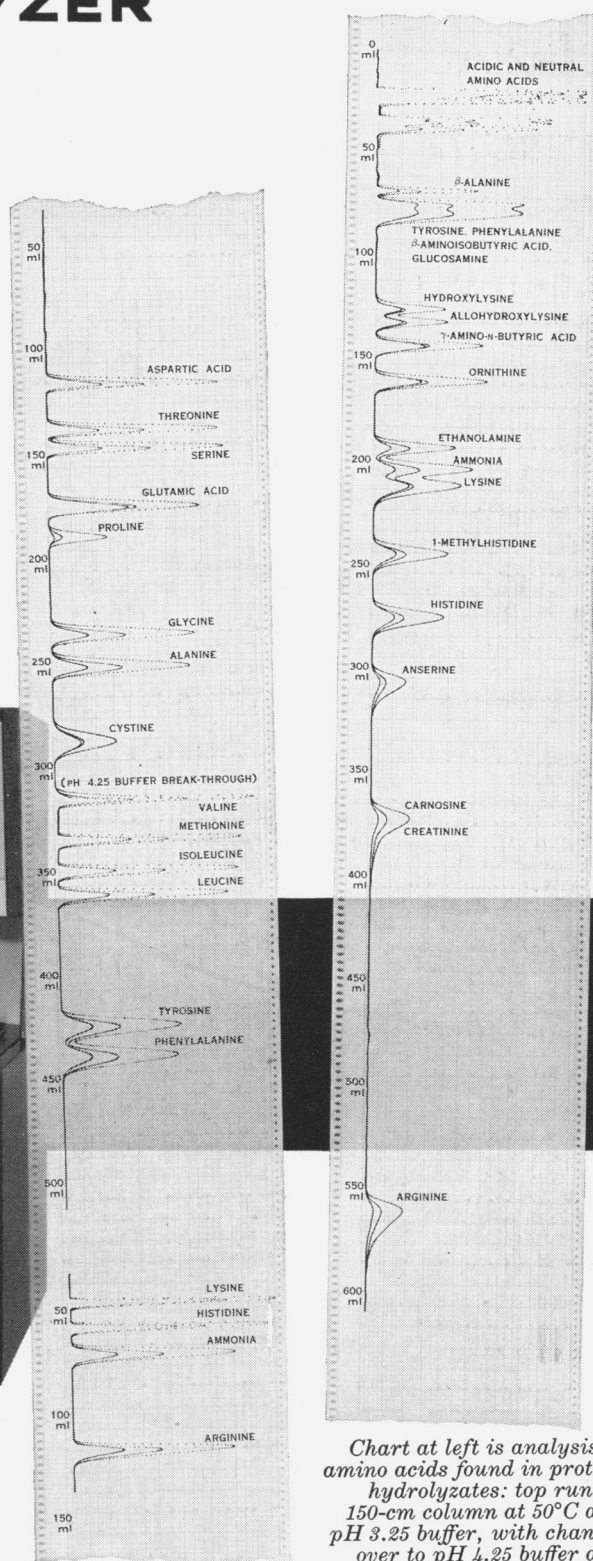 YZER
50
ml
100
ml
ASPARTIC ACID
THREONINE
150
ml
SERINE
GLUTAMIC ACID
PROLINE
200
ml
GLYCINE
250
ml
ALANINE
CYSTINE
300
ml
(PH 4.25 BUFFER BREAK-THROUGH)
VALINE
METHIONINE
ISOLEUCINE
350
ml
LEUCINE
400
ml
TYROSINE
PHENYLALANINE
450
ml
500
ml
LYSINE
50
ml
HISTIDINE
AMMONIA
100
ml
ARGININE
150
ml
0
ml
ACIDIC AND NEUTRAL
AMINO ACIDS
50
ml
β-ALANINE
TYROSINE, PHENYLALANINE
β-AMINOISOBUTYRIC ACID,
GLUCOSAMINE
100
ml
HYDROXYLYSINE
ALLOHYDROXYLYSINE
γ-AMINO-N-BUTYRIC ACID
150
ml
ORNITHINE
ETHANOLAMINE
200
ml
AMMONIA
LYSINE
1-METHYLHISTIDINE
250
ml
HISTIDINE
300
ml
ANSERINE
350
ml
CARNOSINE
CREATININE
400
ml
450
ml
500
ml
550
ml
ARGININE
600
ml
Chart at left is analysis
amino acids found in prot
hydrolyzates: top run
150-cm column at 50°C
pH 3.25 buffer, with chan
over to pH 4.25 buffer